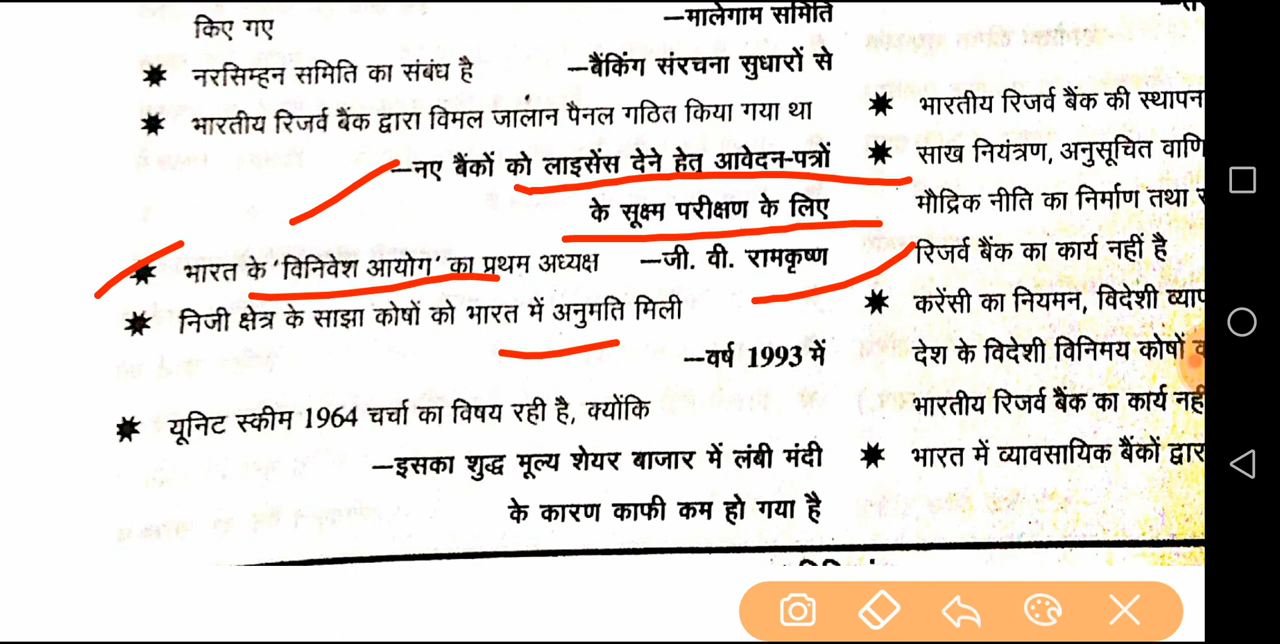 किए गए
—मालेगाम समिति
✷ नरसिम्हन समिति का संबंध है —बैंकिंग संरचना सुधारों से
✷ भारतीय रिजर्व बैंक द्वारा विमल जालान पैनल गठित किया गया था
—नए बैंकों को लाइसेंस देने हेतु आवेदन-पत्रों
के सूक्ष्म परीक्षण के लिए
✷ भारत के ‘विनिवेश आयोग’ का प्रथम अध्यक्ष —जी. वी. रामकृष्ण
✷ निजी क्षेत्र के साझा कोषों को भारत में अनुमति मिली
—वर्ष 1993 में
✷ यूनिट स्कीम 1964 चर्चा का विषय रही है, क्योंकि
—इसका शुद्ध मूल्य शेयर बाजार में लंबी मंदी
के कारण काफी कम हो गया है
✷ भारतीय रिजर्व बैंक की
✷ साख नियंत्रण, अनुसूचित
मौद्रिक नीति का निर्माण तथा
रिजर्व बैंक का कार्य नहीं है
✷ करेंसी का नियमन, विदेशी
देश के विदेशी विनिमय कोषों
भारतीय रिजर्व बैंक का कार्य
✷ भारत में व्यावसायिक बैंकों